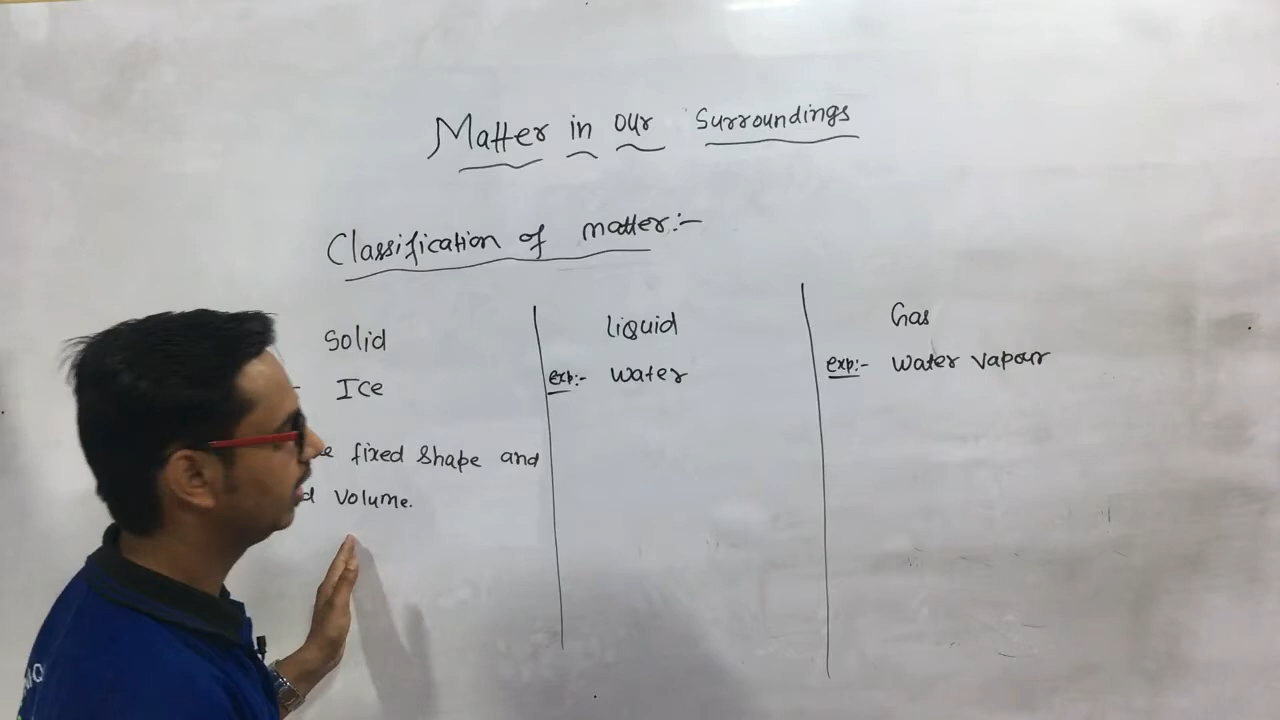 Matter in our Surroundings
Classification of matter:-
Solid
Ice
fixed shape and
volume.
liquid
exp:- water
Gas
exp:- water vapour